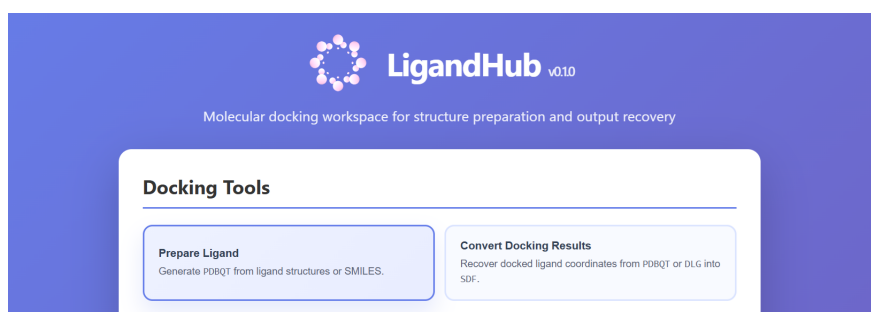 LigandHub v0.1.0
Molecular docking workspace for structure preparation and output recovery
Docking Tools
Prepare Ligand
Generate PDBQT from ligand structures or SMILES.
Convert Docking Results
Recover docked ligand coordinates from PDBQT or DLG into
SDF.